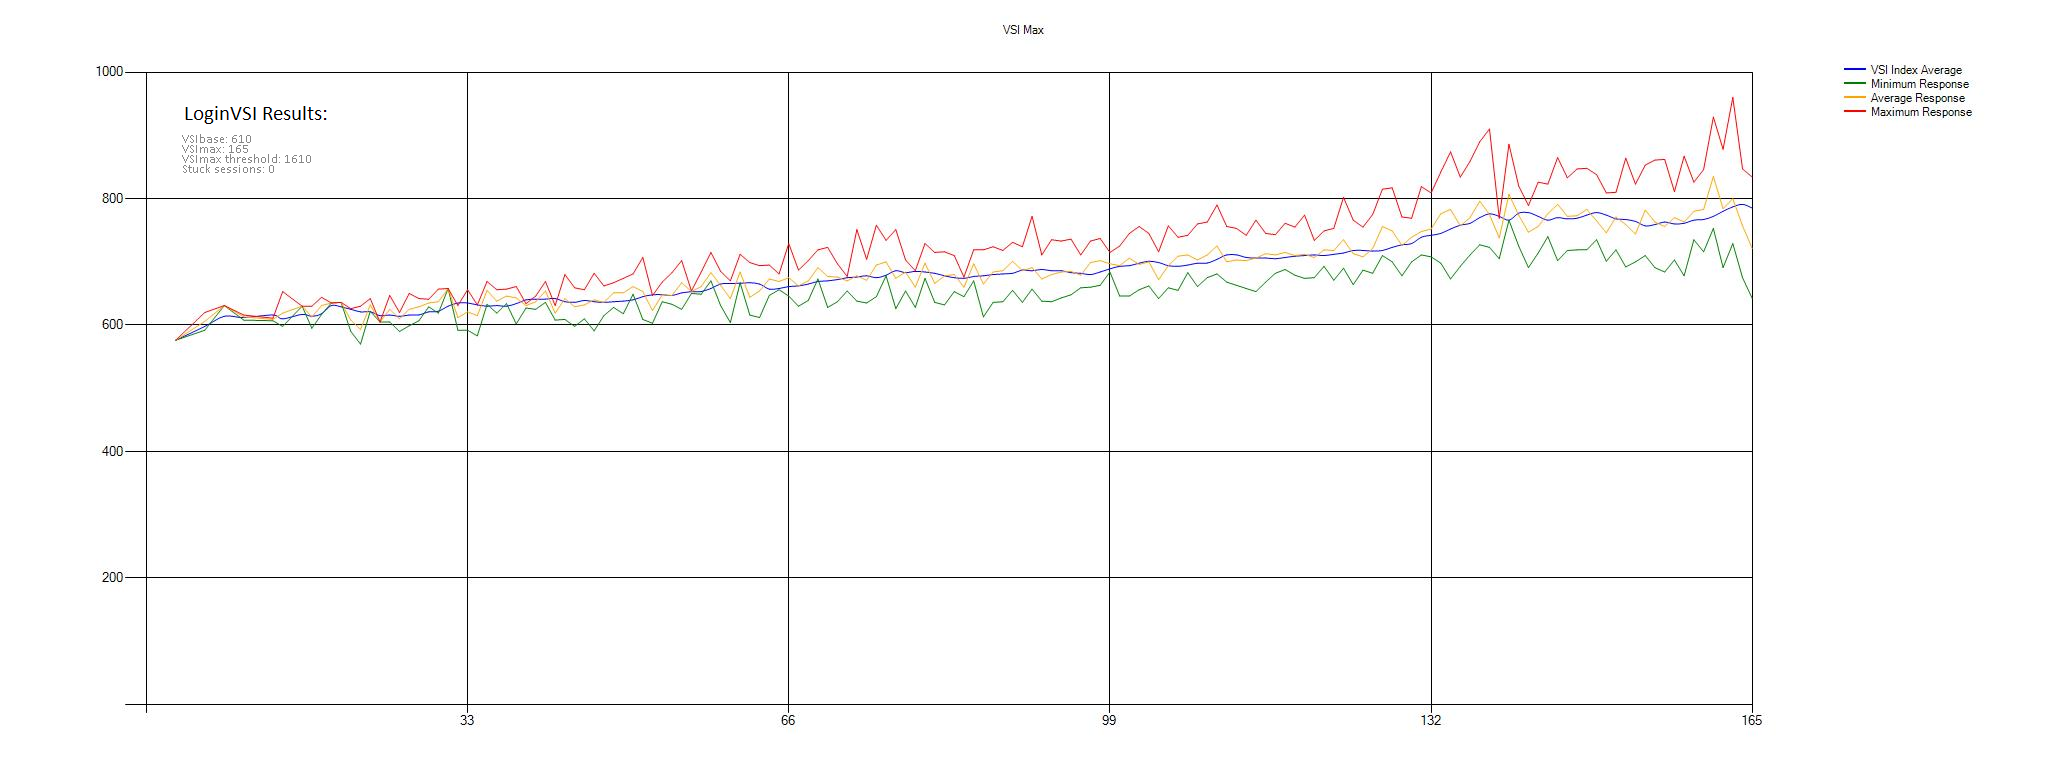 VSI Max
1000
800
600
400
200
33
66
99
132
165
LoginVSI Results:
VSIbase: 610
VSImax: 165
VSImax threshold: 1610
Stuck sessions: 0
VSI Index Average
Minimum Response
Average Response
Maximum Response